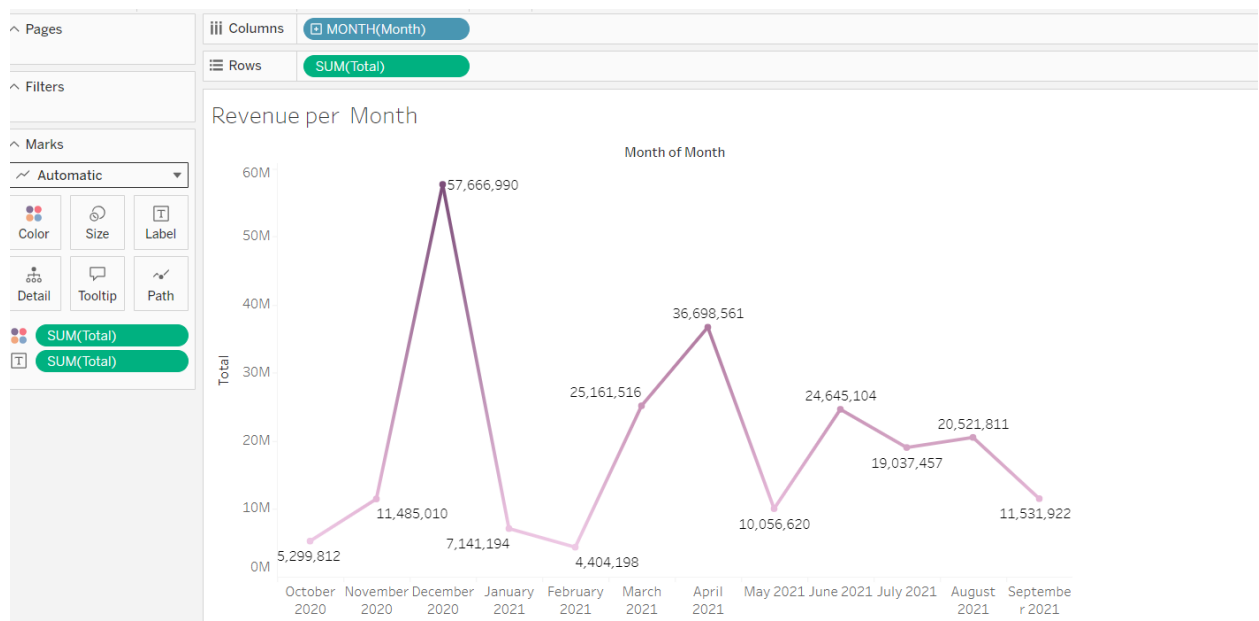 Pages
Columns
MONTH(Month)
Rows
SUM(Total)
Filters
Marks
Automatic
Color
Size
Label
Detail
Tooltip
Path
SUM(Total)
SUM(Total)
Revenue per Month
Month of Month
Total
60M
50M
40M
30M
20M
10M
0M
5,299,812
11,485,010
57,666,990
7,141,194
4,404,198
25,161,516
36,698,561
10,056,620
24,645,104
19,037,457
20,521,811
11,531,922
October
2020
November
2020
December
2020
January
2021
February
2021
March
2021
April
2021
May 2021
June 2021
July 2021
August
2021
Septembe
r 2021